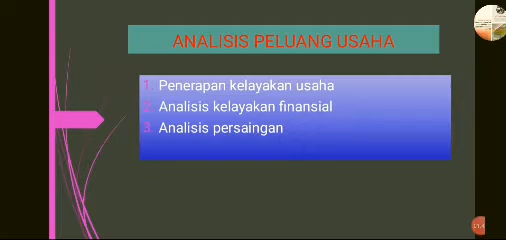 ANALISIS PELUANG USAHA
1. Penerapan kelayakan usaha
2. Analisis kelayakan finansial
3. Analisis persaingan